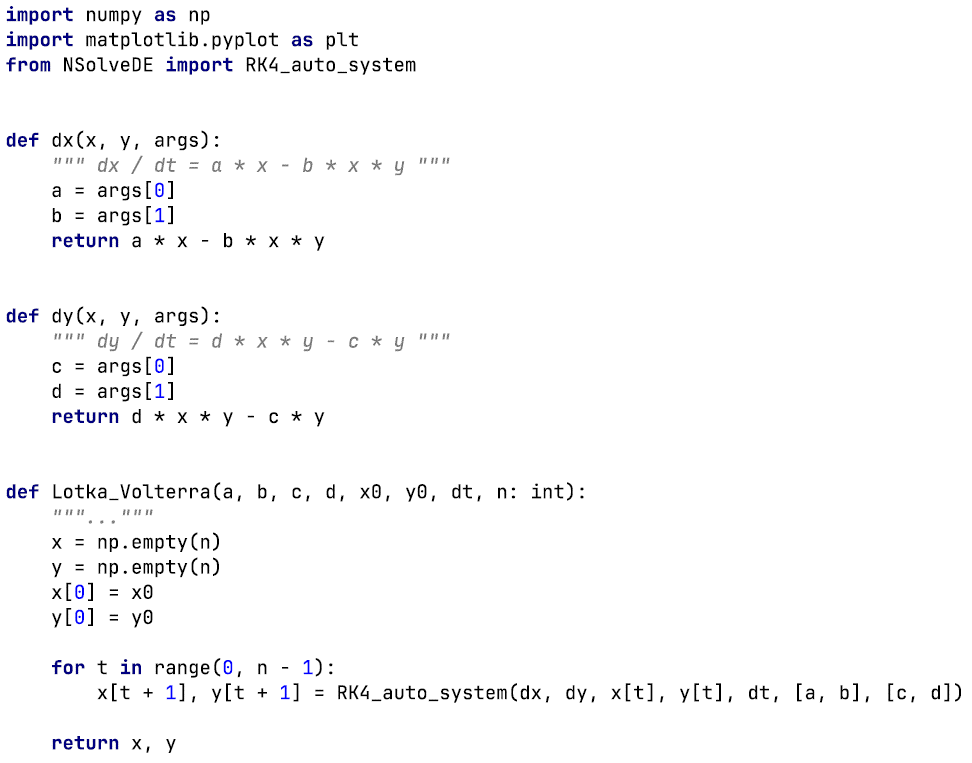 import numpy as np
import matplotlib.pyplot as plt
from NSolveDE import RK4_auto_system
def dx(x, y, args):
    """ dx / dt = a * x - b * x * y """
    a = args[0]
    b = args[1]
    return a * x - b * x * y
def dy(x, y, args):
    """ dy / dt = d * x * y - c * y """
    c = args[0]
    d = args[1]
    return d * x * y - c * y
def Lotka_Volterra(a, b, c, d, x0, y0, dt, n: int):
    """..."""
    x = np.empty(n)
    y = np.empty(n)
    x[0] = x0
    y[0] = y0
    for t in range(0, n - 1):
        x[t + 1], y[t + 1] = RK4_auto_system(dx, dy, x[t], y[t], dt, [a, b], [c, d])
    return x, y